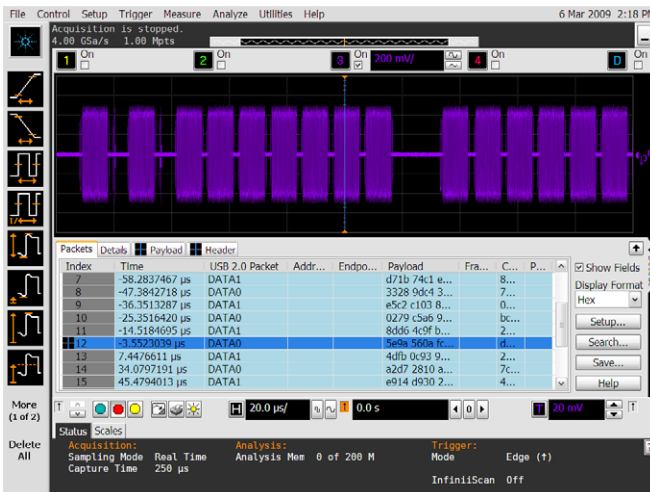 File Control Setup Trigger Measure Analyze Utilities Help 6 Mar 2009 2:18 PM
Acquisition is stopped.
4.00 GSa/s 1.00 Mpts
1 On 2 On 3 On 200 mV/ 4 On D On
Packets Details Payload Header
Index Time USB 2.0 Packet Addr... Endpo... Payload Fra... C... P...
7 -58.2837467 µs DATA1 d71b 74c1 e... 8...
8 -47.3842718 µs DATA0 3328 9dc4 3... 7...
9 -36.3513287 µs DATA1 e5c2 c103 8... 0...
10 -25.3516420 µs DATA0 0279 c5a6 9... bc...
11 -14.5184695 µs DATA1 8dd6 4c9f b... 2...
12 -3.5523039 µs DATA0 5e9a 560a fc... d...
13 7.4476611 µs DATA1 4dfb 0c93 9... 2...
14 34.0797191 µs DATA0 a2d7 2810 a... 7c...
15 45.4794013 µs DATA1 e914 d930 2... 4...
Show Fields
Display Format
Hex
Setup...
Search...
Save...
Help
More
(1 of 2)
Delete
All
H 20.0 µs/ 0.0 s 0 T 20 mV
Status Scales
Acquisition: Analysis: Trigger:
Sampling Mode Real Time Analysis Mem 0 of 200 M Mode Edge (↑)
Capture Time 250 µs
InfiniiScan Off